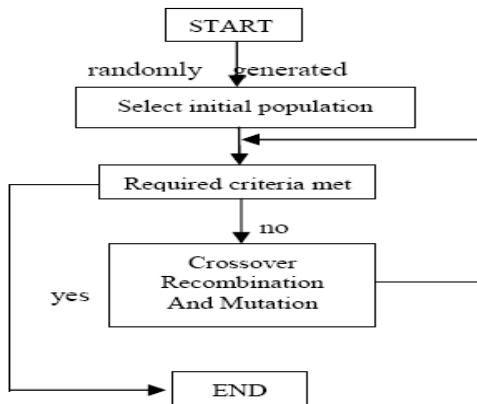 START
randomly generated
Select initial population
Required criteria met
no
Crossover
Recombination
And Mutation
yes
END